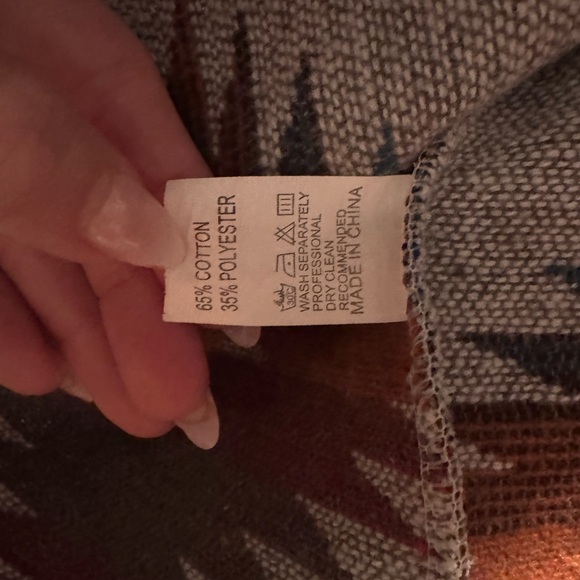 65% COTTON
35% POLYESTER
30°C
WASH SEPARATELY
PROFESSIONAL
DRY CLEAN
RECOMMENDED
MADE IN CHINA